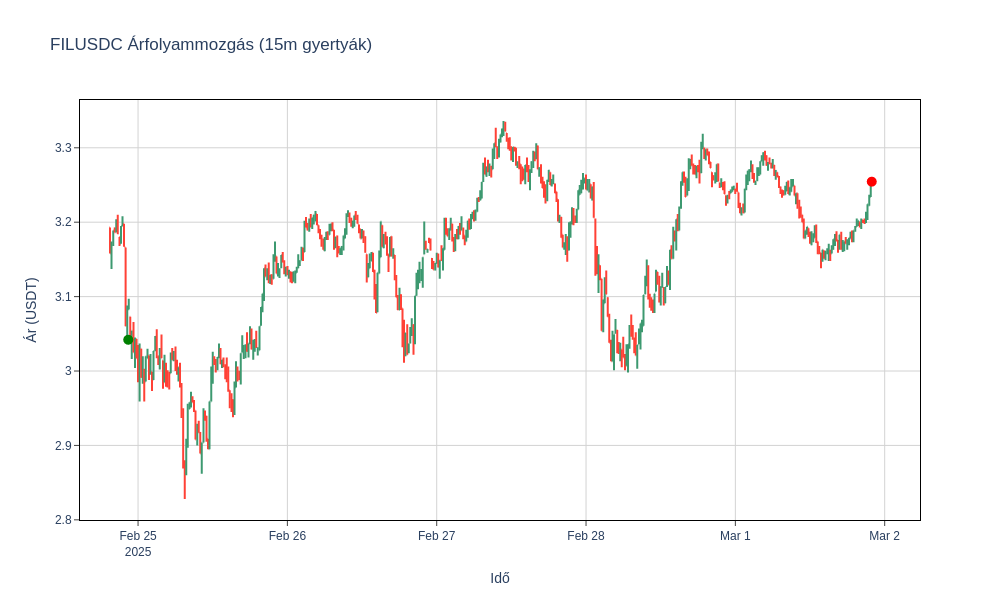 FILUSDC Árfolyammozgás (15m gyertyák)
Ár (USDT)
3.3
3.2
3.1
3
2.9
2.8
Feb 25
2025
Feb 26
Feb 27
Feb 28
Mar 1
Mar 2
Idő